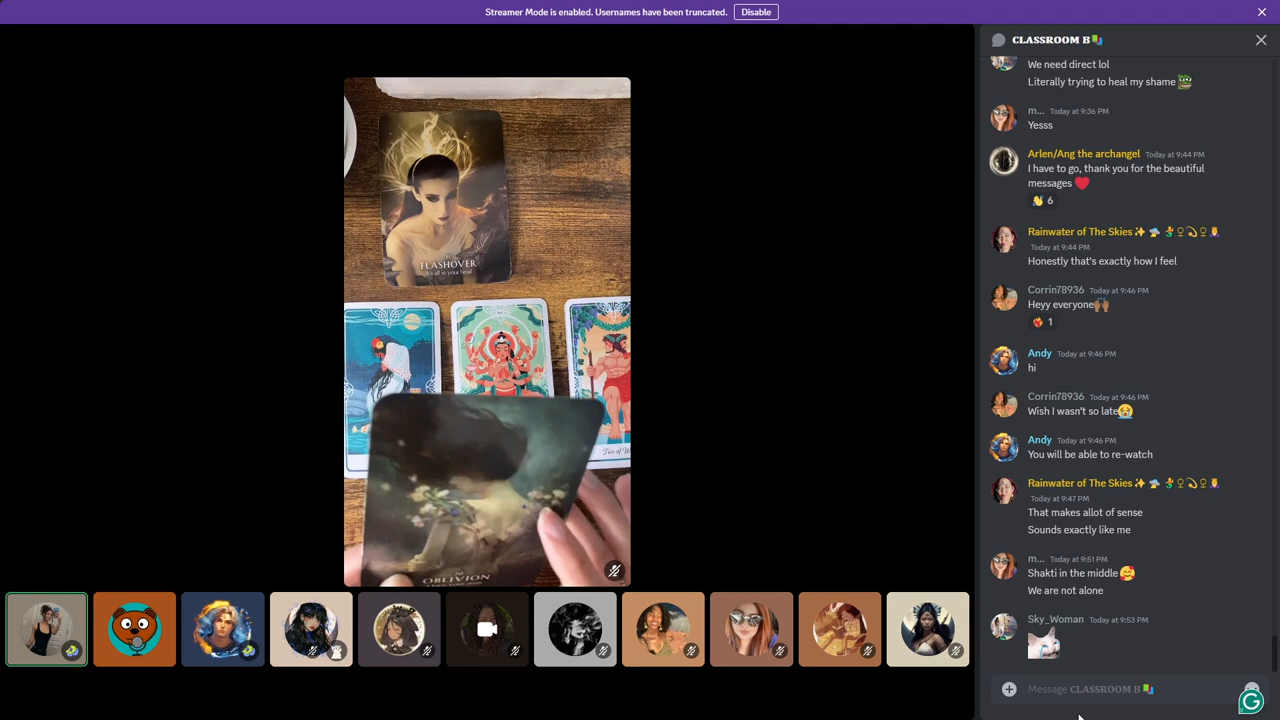 Streamer Mode is enabled. Usernames have been truncated.
Disable
CLASSROOM B
We need direct lol
Literally trying to heal my shame
m... Today at 9:36 PM
Yesss
Arlen/Ang the archangel Today at 9:44 PM
I have to go, thank you for the beautiful
messages
6
Rainwater of The Skies
Today at 9:44 PM
Honestly that's exactly how I feel
Corrin78936 Today at 9:46 PM
Heyy everyone
1
Andy Today at 9:46 PM
hi
Corrin78936 Today at 9:46 PM
Wish I wasn't so late
Andy Today at 9:46 PM
You will be able to re-watch
Rainwater of The Skies
Today at 9:47 PM
That makes allot of sense
Sounds exactly like me
m... Today at 9:51 PM
Shakti in the middle
We are not alone
Sky_Woman Today at 9:53 PM
Message CLASSROOM B
FLASHOVER
It's all in your head
Two of W
OBLIVION